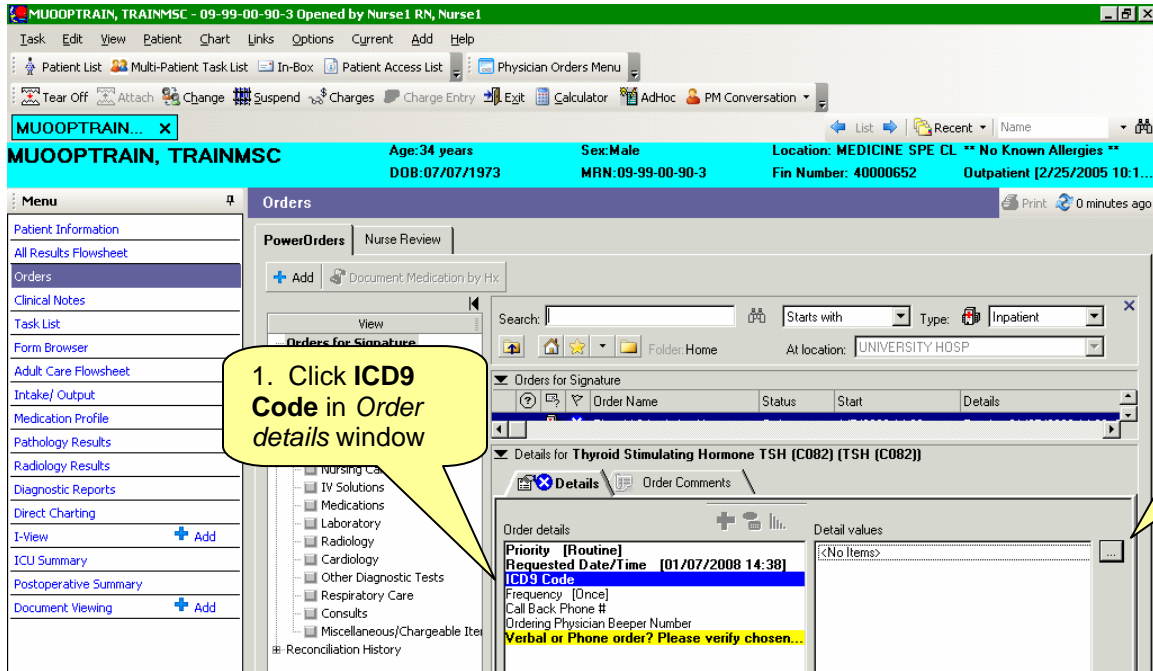 MUOOPTRAIN, TRAINMSC - 09-99-00-90-3 Opened by Nurse1 RN, Nurse1
Task Edit View Patient Chart Links Options Current Add Help
Patient List Multi-Patient Task List In-Box Patient Access List Physician Orders Menu
Tear Off Attach Change Suspend Charges Charge Entry Exit Calculator AdHoc PM Conversation
MUOOPTRAIN... List Recent Name
MUOOPTRAIN, TRAINMSC Age:34 years Sex:Male Location: MEDICINE SPE CL ** No Known Allergies **
DOB:07/07/1973 MRN:09-99-00-90-3 Fin Number: 40000652 Outpatient [2/25/2005 10:1...
Menu Orders Print 0 minutes ago
Patient Information
All Results Flowsheet
Orders
Clinical Notes
Task List
Form Browser
Adult Care Flowsheet
Intake/ Output
Medication Profile
Pathology Results
Radiology Results
Diagnostic Reports
Direct Charting
I-View Add
ICU Summary
Postoperative Summary
Document Viewing Add
PowerOrders Nurse Review
Add Document Medication by Hx
View
Orders for Signature
1. Click ICD9
Code in Order
details window
Nursing Ca
IV Solutions
Medications
Laboratory
Radiology
Cardiology
Other Diagnostic Tests
Respiratory Care
Consults
Miscellaneous/Chargeable Ite
Reconciliation History
Search: Starts with Type: Inpatient
Folder: Home At location: UNIVERSITY HOSP
Orders for Signature
Order Name Status Start Details
Details for Thyroid Stimulating Hormone TSH (C082) (TSH (C082))
Details Order Comments
Order details Detail values
Priority [Routine] <No Items> ...
Requested Date/Time [01/07/2008 14:38]
ICD9 Code
Frequency [Once]
Call Back Phone #
Ordering Physician Beeper Number
Verbal or Phone order? Please verify chosen...